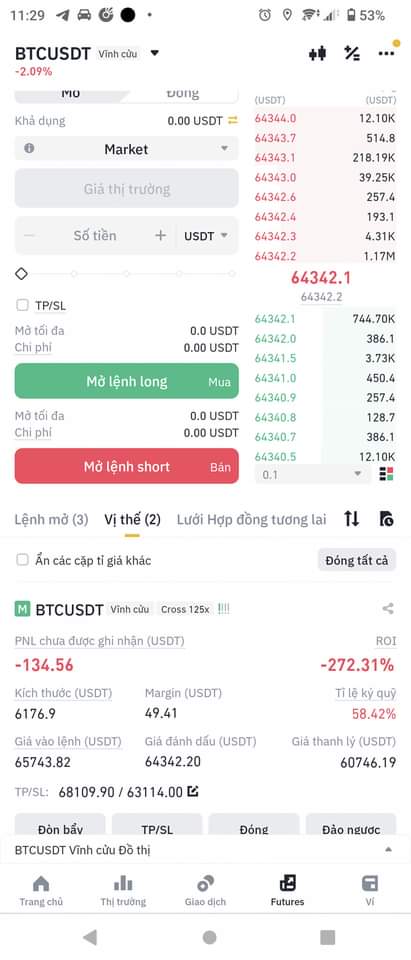 11:29 53%
BTCUSDT Vĩnh cửu
-2.09%
Mở Đóng
(USDT) (USDT)
Khả dụng 0.00 USDT
64344.0 12.10K
64343.7 514.8
Market
64343.1 218.19K
64343.0 39.25K
Giá thị trường
64342.6 257.4
64342.4 193.1
Số tiền + USDT
64342.3 4.31K
64342.2 1.17M
64342.1
64342.2
TP/SL
64342.1 744.70K
Mở tối đa 0.0 USDT
64342.0 386.1
Chi phí 0.00 USDT
64341.5 3.73K
Mở lệnh long Mua
64341.0 450.4
64340.9 257.4
Mở tối đa 0.0 USDT
64340.8 128.7
Chi phí 0.00 USDT
64340.7 386.1
64340.5 12.10K
Mở lệnh short Bán
0.1
Lệnh mở (3) Vị thế (2) Lưới Hợp đồng tương lai
Ẩn các cặp tỉ giá khác Đóng tất cả
M BTCUSDT Vĩnh cửu Cross 125x !!!!
PNL chưa được ghi nhận (USDT) ROI
-134.56 -272.31%
Kích thước (USDT) Margin (USDT) Tỉ lệ ký quỹ
6176.9 49.41 58.42%
Giá vào lệnh (USDT) Giá đánh dấu (USDT) Giá thanh lý (USDT)
65743.82 64342.20 60746.19
TP/SL: 68109.90 / 63114.00
Đòn bẩy TP/SL Đóng Đảo ngược
BTCUSDT Vĩnh cửu Đồ thị
Trang chủ Thị trường Giao dịch Futures Ví